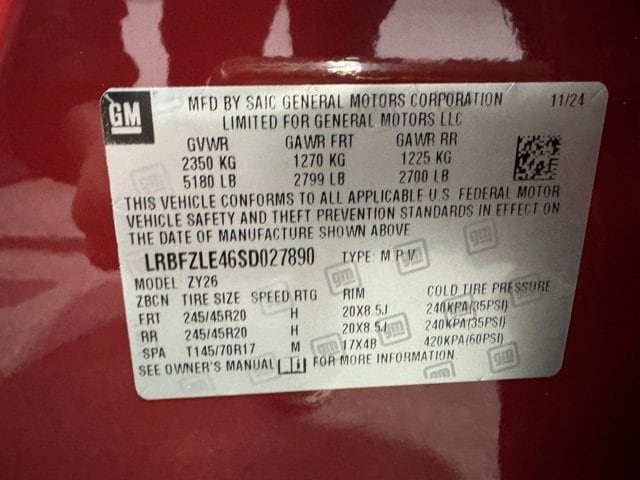 GM MFD BY SAIC GENERAL MOTORS CORPORATION 11/24
LIMITED FOR GENERAL MOTORS LLC
GVWR GAWR FRT GAWR RR
2350 KG 1270 KG 1225 KG
5180 LB 2799 LB 2700 LB
THIS VEHICLE CONFORMS TO ALL APPLICABLE U.S. FEDERAL MOTOR
VEHICLE SAFETY AND THEFT PREVENTION STANDARDS IN EFFECT ON
THE DATE OF MANUFACTURE SHOWN ABOVE
LRBFZLE46SD027890 TYPE: M.P.V.
MODEL: ZY26
ZBCN TIRE SIZE SPEED RTG RIM COLD TIRE PRESSURE
FRT 245/45R20 H 20X8.5J 240KPA(35PSI)
RR 245/45R20 H 20X8.5J 240KPA(35PSI)
SPA T145/70R17 M 17X4B 420KPA(60PSI)
SEE OWNER'S MANUAL i FOR MORE INFORMATION.